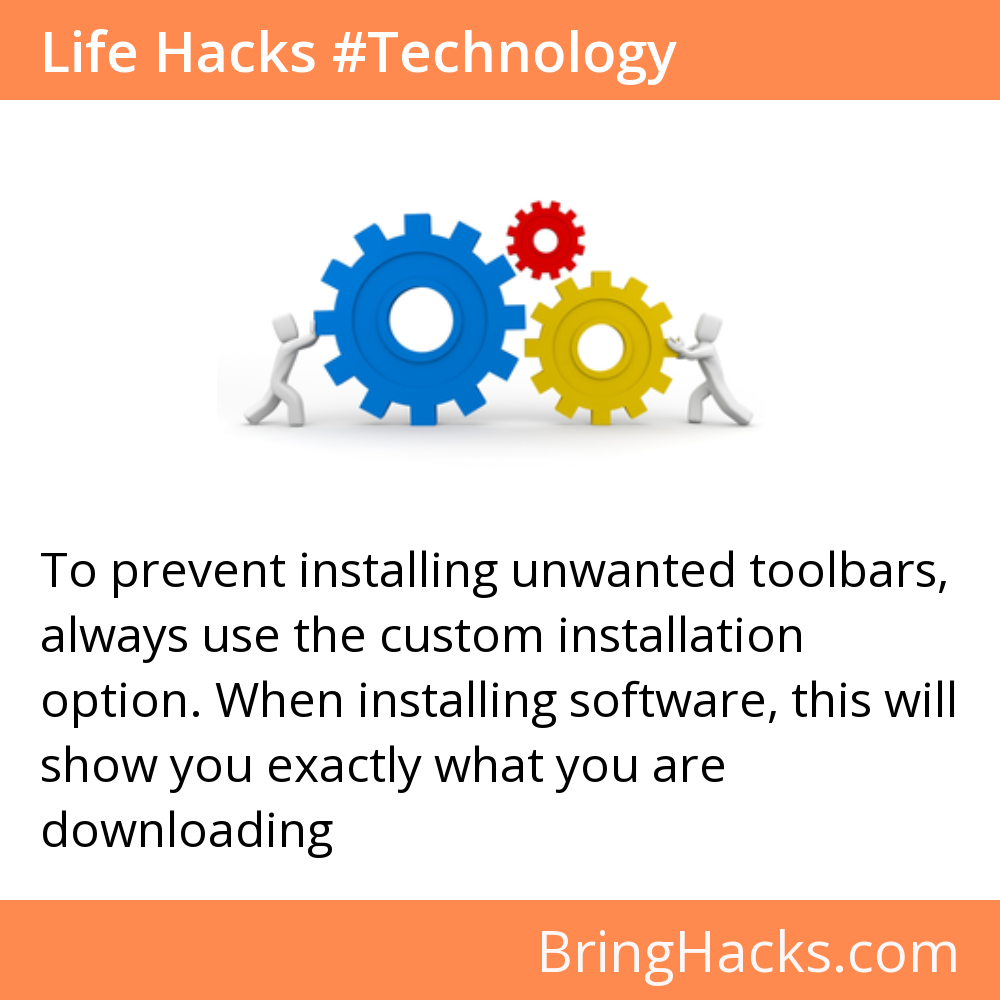 Life Hacks #Technology
To prevent installing unwanted toolbars,
always use the custom installation
option. When installing software, this will
show you exactly what you are
downloading
BringHacks.com